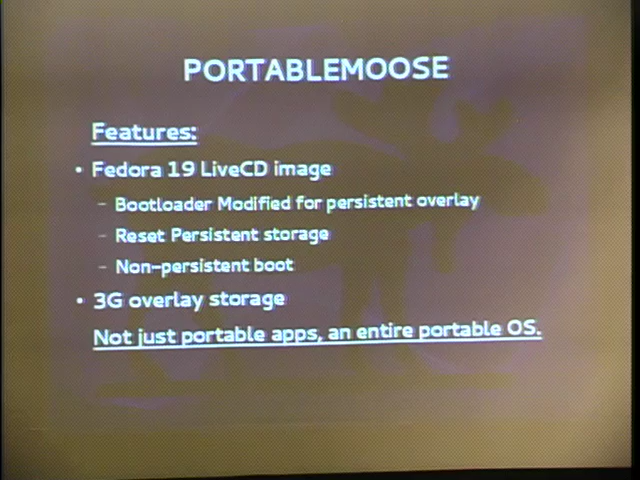 PORTABLEMOOSE
Features:
• Fedora 19 LiveCD image
– Bootloader Modified for persistent overlay
– Reset Persistent storage
– Non-persistent boot
• 3G overlay storage
Not just portable apps, an entire portable OS.